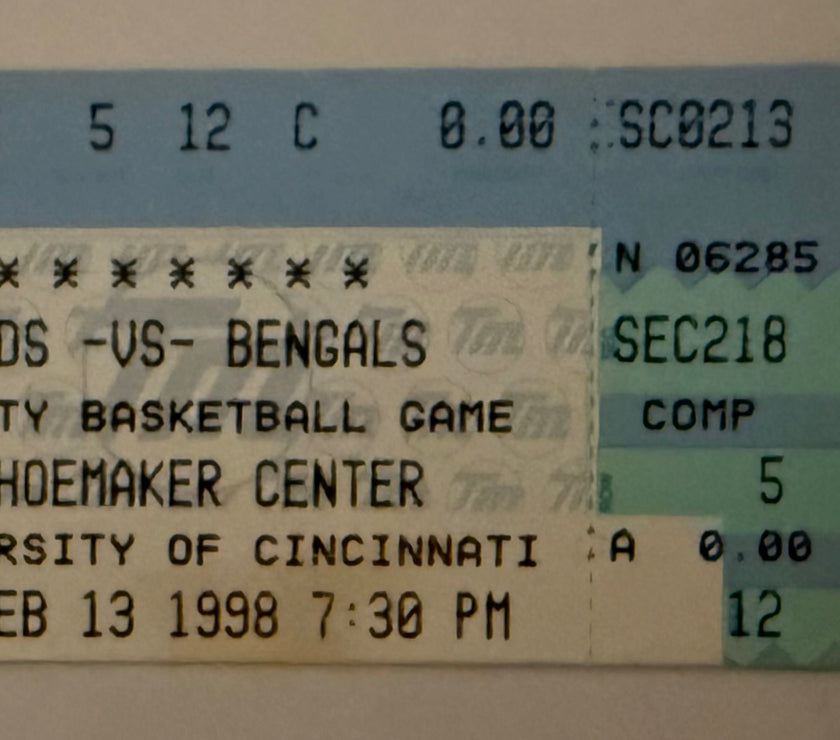 5 12 C 0.00 SC0213
* * * * * * *
N 06285
DS -VS- BENGALS
SEC218
TY BASKETBALL GAME
COMP
HOEMAKER CENTER
5
RSITY OF CINCINNATI
A 0.00
EB 13 1998 7:30 PM
12